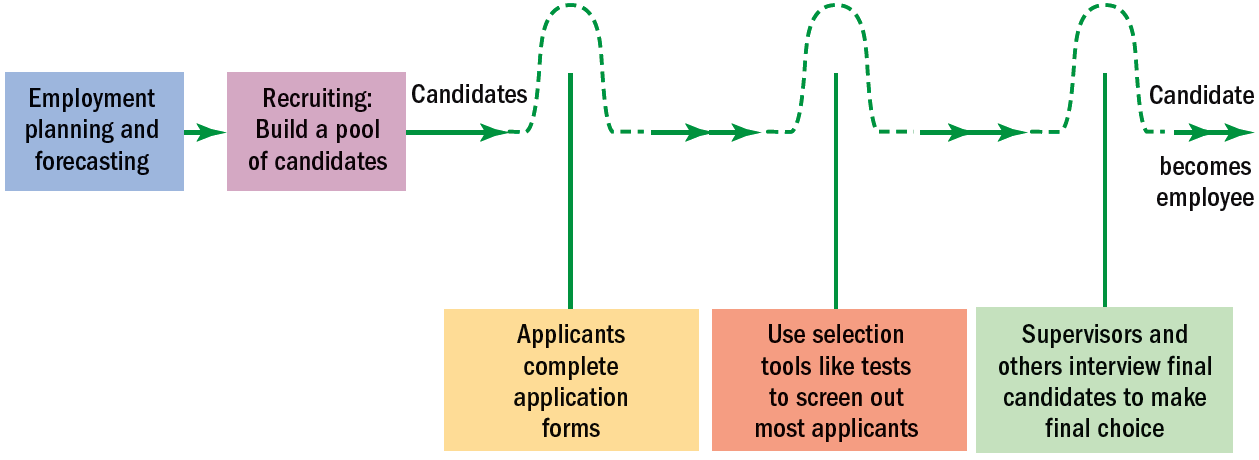 Employment
planning and
forecasting
Recruiting:
Build a pool
of candidates
Candidates
Applicants
complete
application
forms
Use selection
tools like tests
to screen out
most applicants
Supervisors and
others interview final
candidates to make
final choice
Candidate
becomes
employee